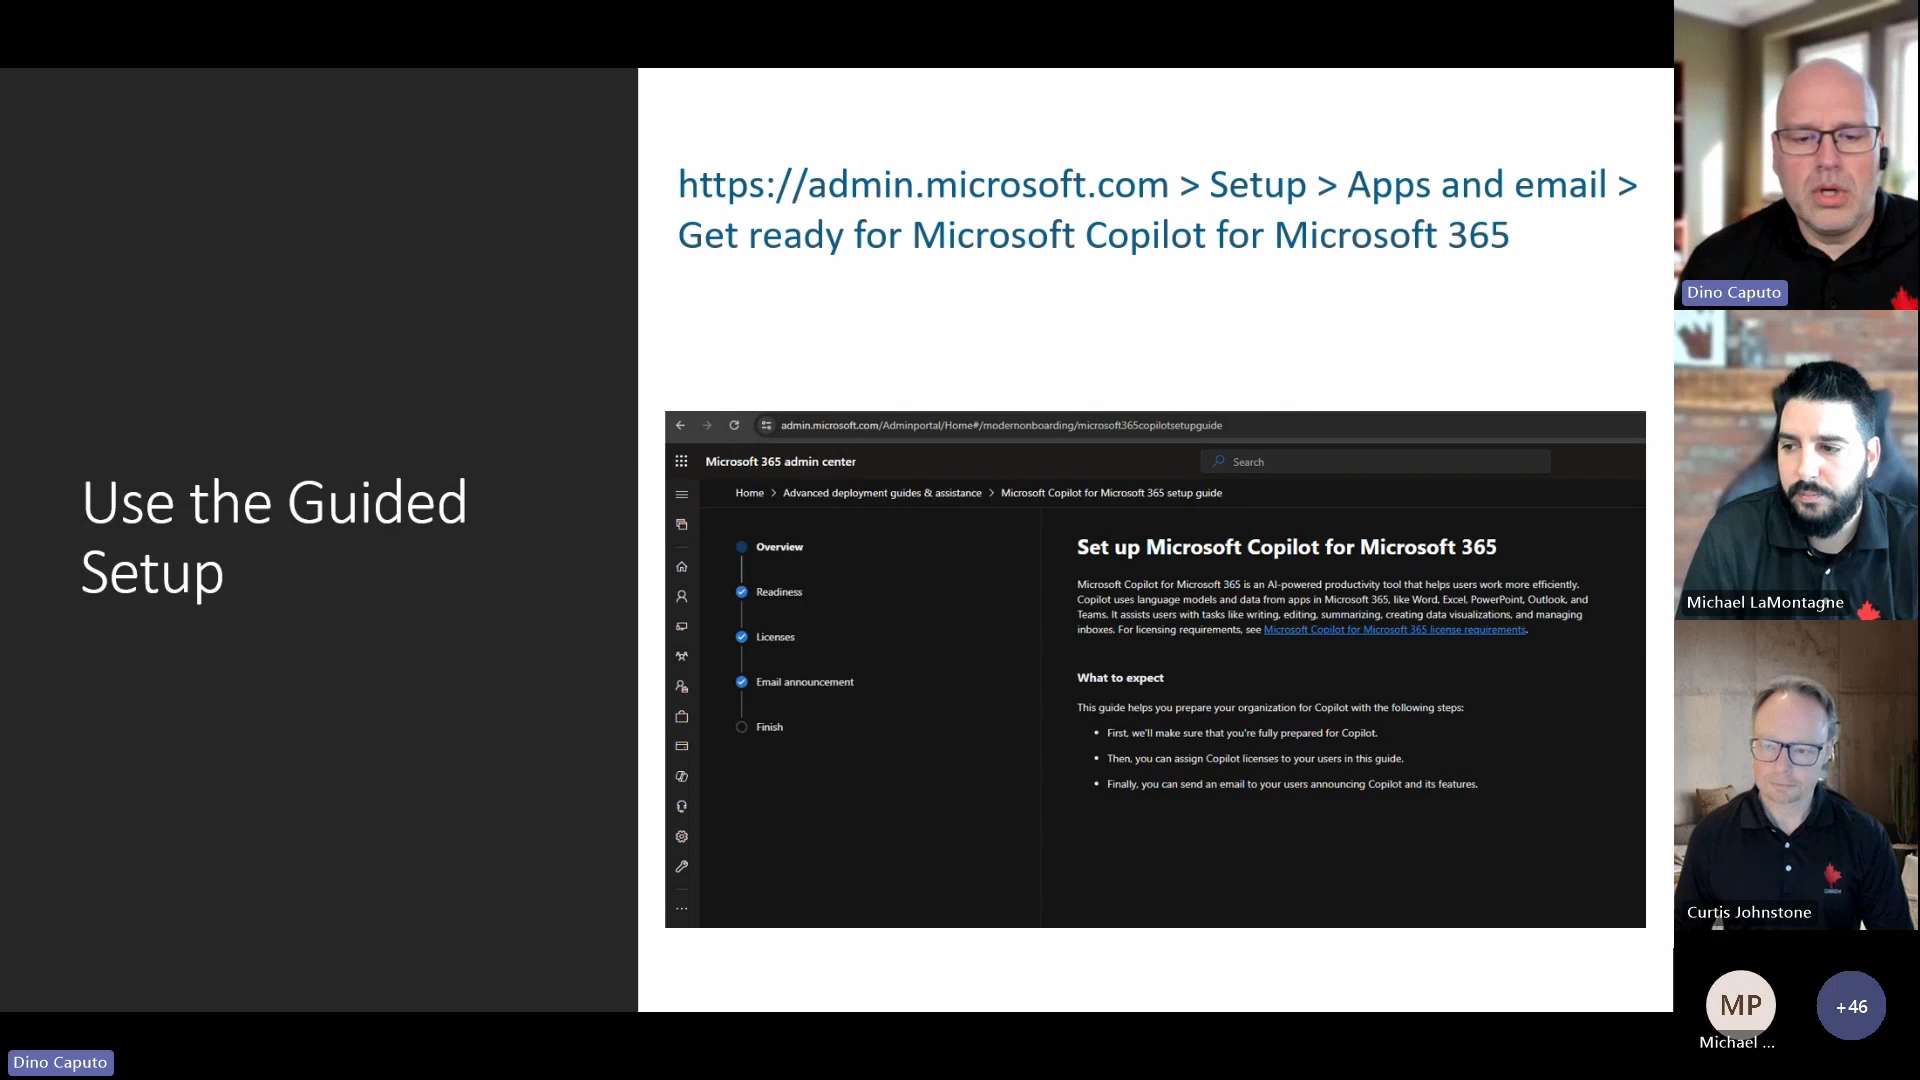 Use the Guided
Setup
https://admin.microsoft.com > Setup > Apps and email >
Get ready for Microsoft Copilot for Microsoft 365
admin.microsoft.com/Adminportal/Home#/modernonboarding/microsoft365copilotsetupguide
Microsoft 365 admin center
Search
Home > Advanced deployment guides & assistance > Microsoft Copilot for Microsoft 365 setup guide
Overview
Readiness
Licenses
Email announcement
Finish
Set up Microsoft Copilot for Microsoft 365
Microsoft Copilot for Microsoft 365 is an AI-powered productivity tool that helps users work more efficiently.
Copilot uses language models and data from apps in Microsoft 365, like Word, Excel, PowerPoint, Outlook, and
Teams. It assists users with tasks like writing, editing, summarizing, creating data visualizations, and managing
inboxes. For licensing requirements, see Microsoft Copilot for Microsoft 365 license requirements.
What to expect
This guide helps you prepare your organization for Copilot with the following steps:
• First, we'll make sure that you're fully prepared for Copilot.
• Then, you can assign Copilot licenses to your users in this guide.
• Finally, you can send an email to your users announcing Copilot and its features.
Dino Caputo
Michael LaMontagne
Curtis Johnstone
MP
+46
Michael ...
Dino Caputo